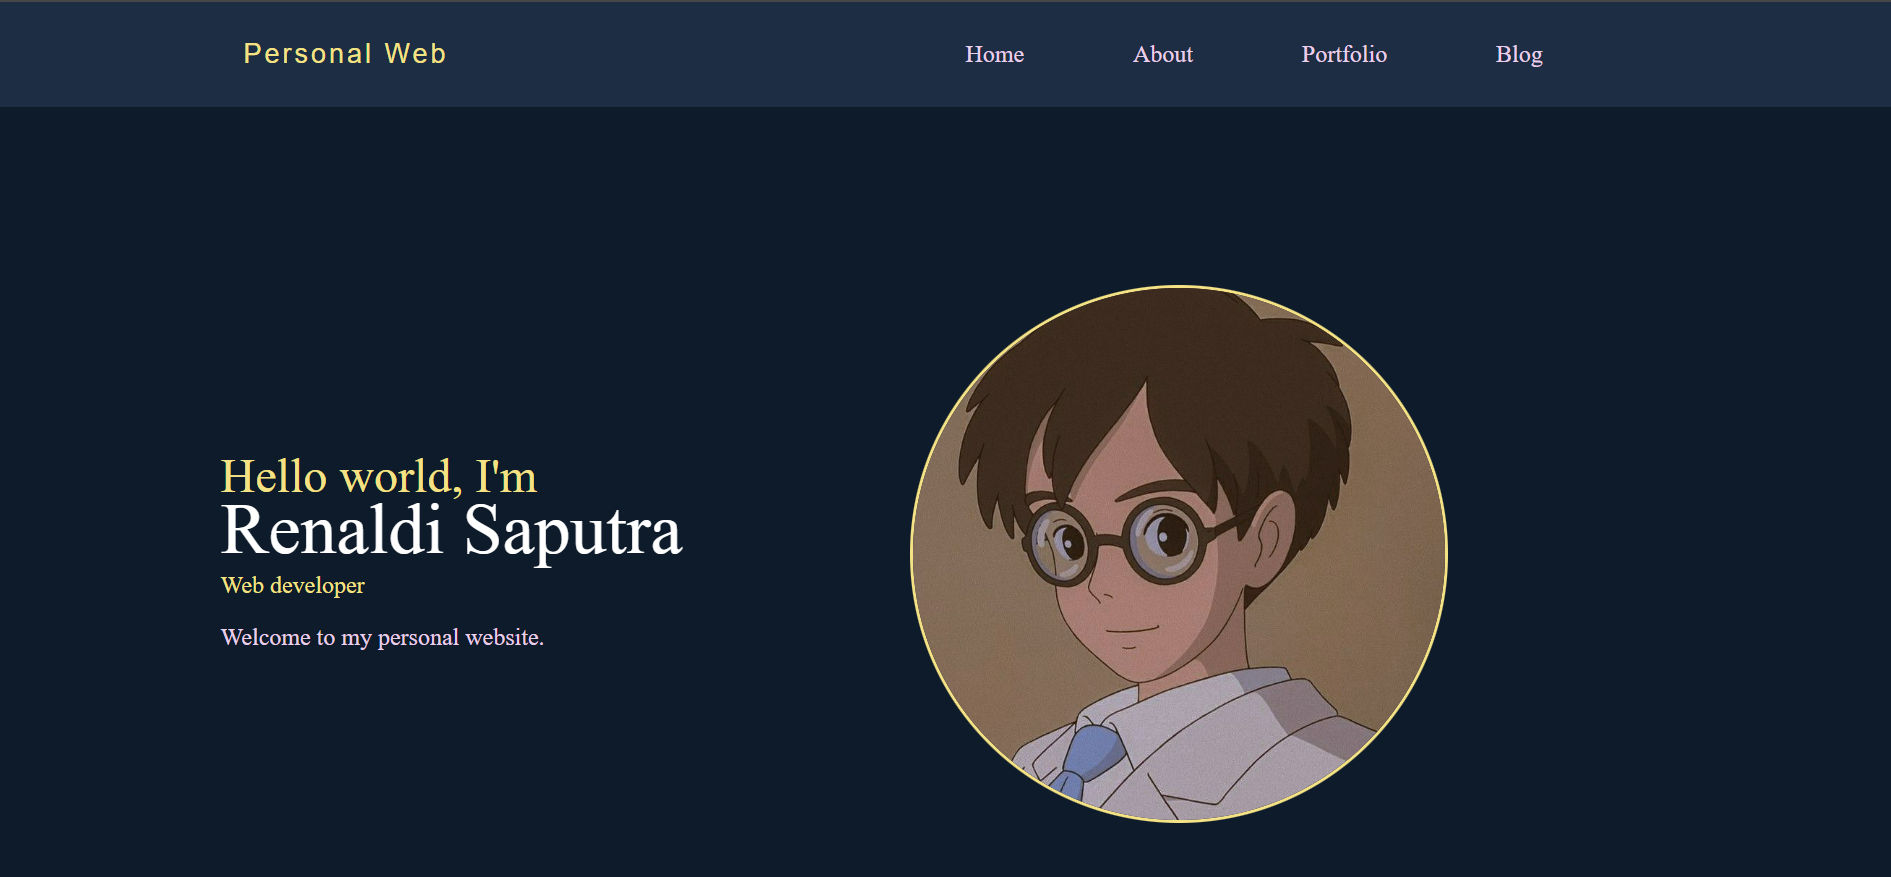 Personal Web
Home About Portfolio Blog
Hello world, I'm
Renaldi Saputra
Web developer
Welcome to my personal website.